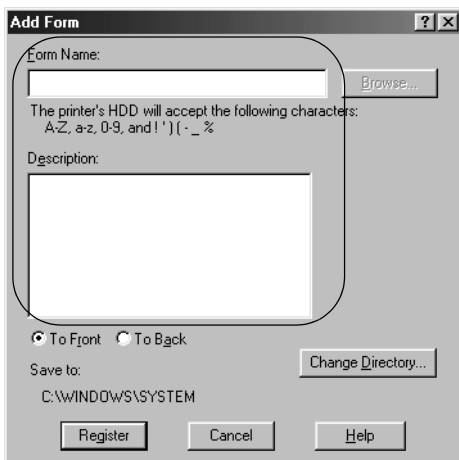 Add Form
Form Name:
Browse...
The printer's HDD will accept the following characters:
A-Z, a-z, 0-9, and ! ' ) ( - _ %
Description:
To Front To Back
Save to:
Change Directory...
C:\WINDOWS\SYSTEM
Register Cancel Help